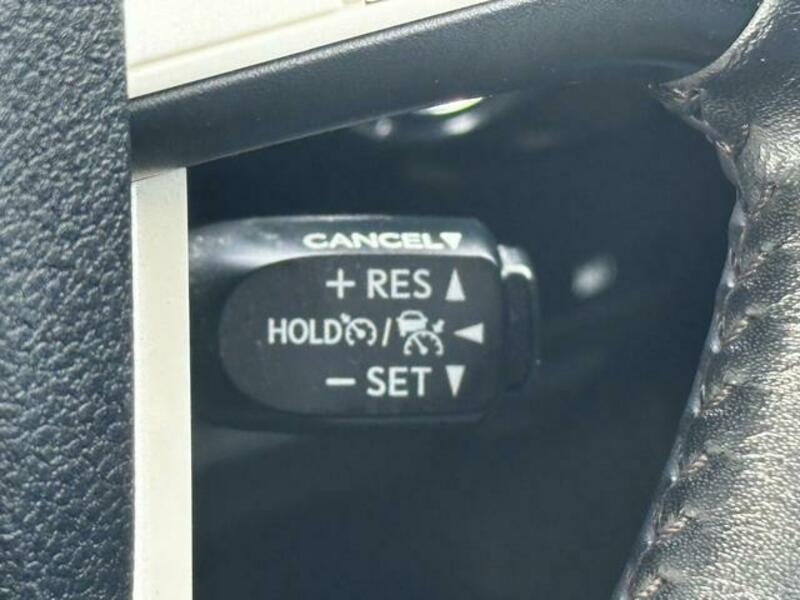 CANCEL▼
+ RES ▲
HOLD / ◀
− SET ▼